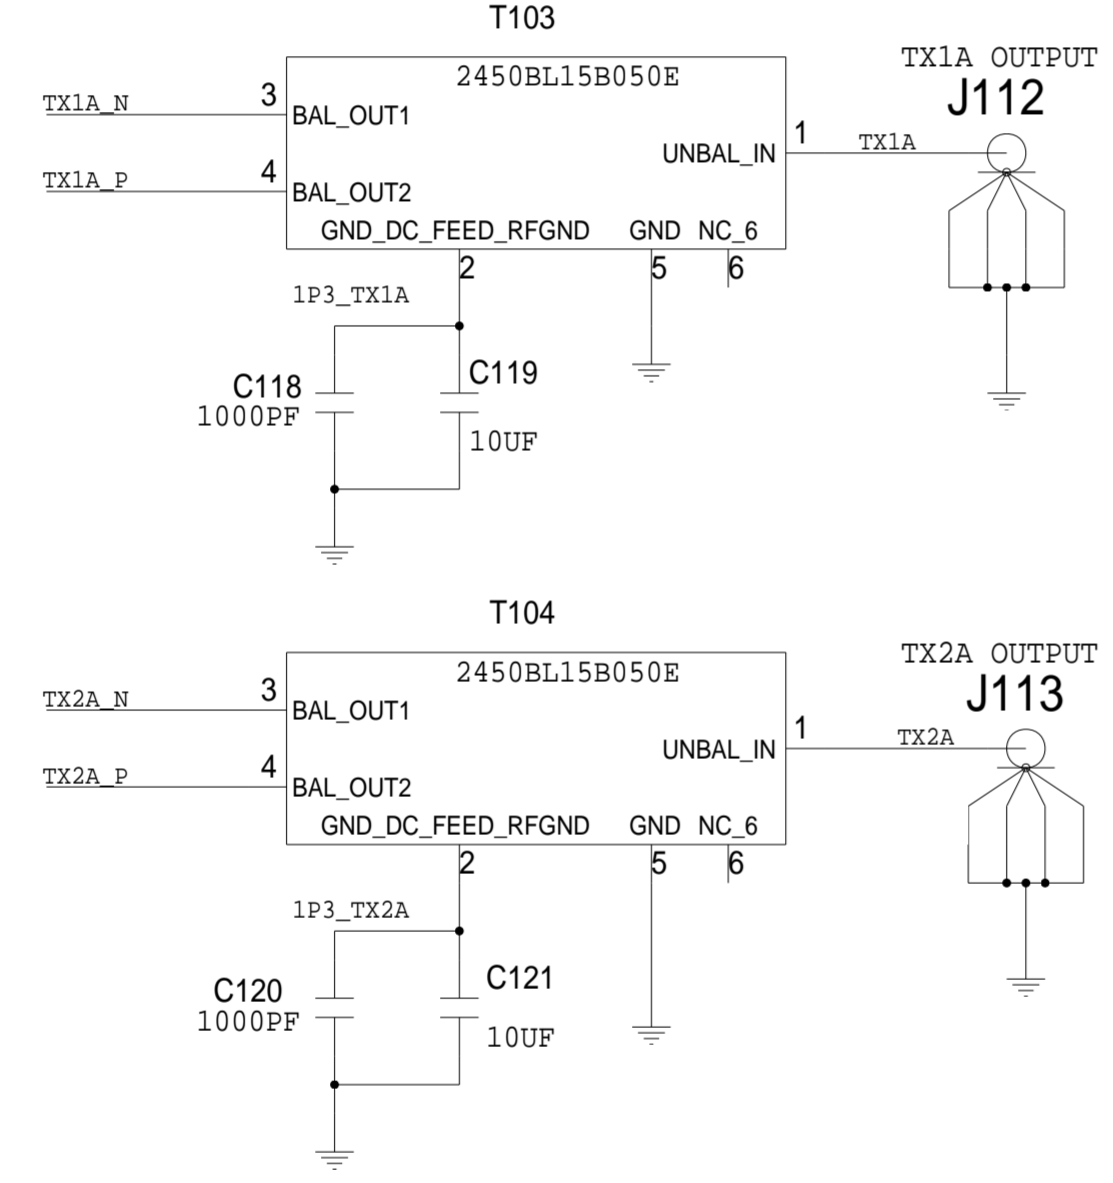 T103
2450BL15B050E
TX1A OUTPUT
J112
TX1A_N
3
BAL_OUT1
UNBAL_IN
1
TX1A
TX1A_P
4
BAL_OUT2
GND_DC_FEED_RFGND
GND
NC_6
2
5
6
1P3_TX1A
C118
1000PF
C119
10UF
T104
2450BL15B050E
TX2A OUTPUT
J113
TX2A_N
3
BAL_OUT1
UNBAL_IN
1
TX2A
TX2A_P
4
BAL_OUT2
GND_DC_FEED_RFGND
GND
NC_6
2
5
6
1P3_TX2A
C120
1000PF
C121
10UF